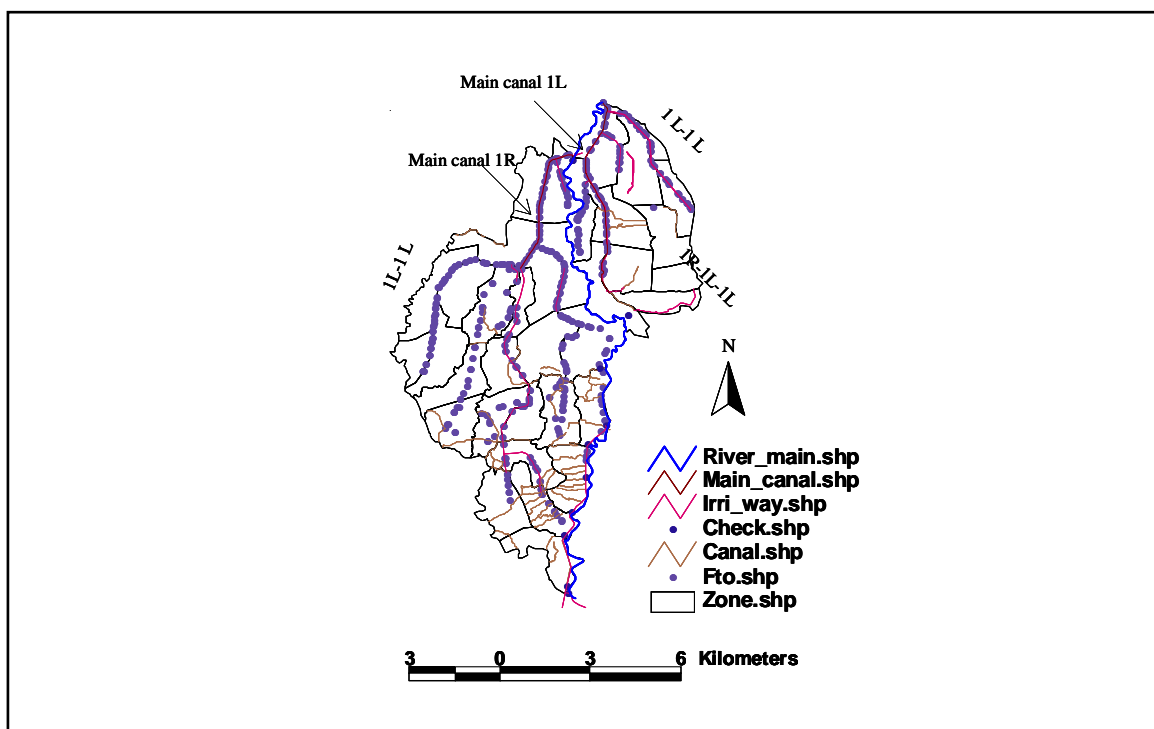 Main canal 1L
1L-1 L
Main canal 1R
1L-1 L
1R-1L-1L
N
River_main.shp
Main_canal.shp
Irri_way.shp
Check.shp
Canal.shp
Fto.shp
Zone.shp
3 0 3 6 Kilometers